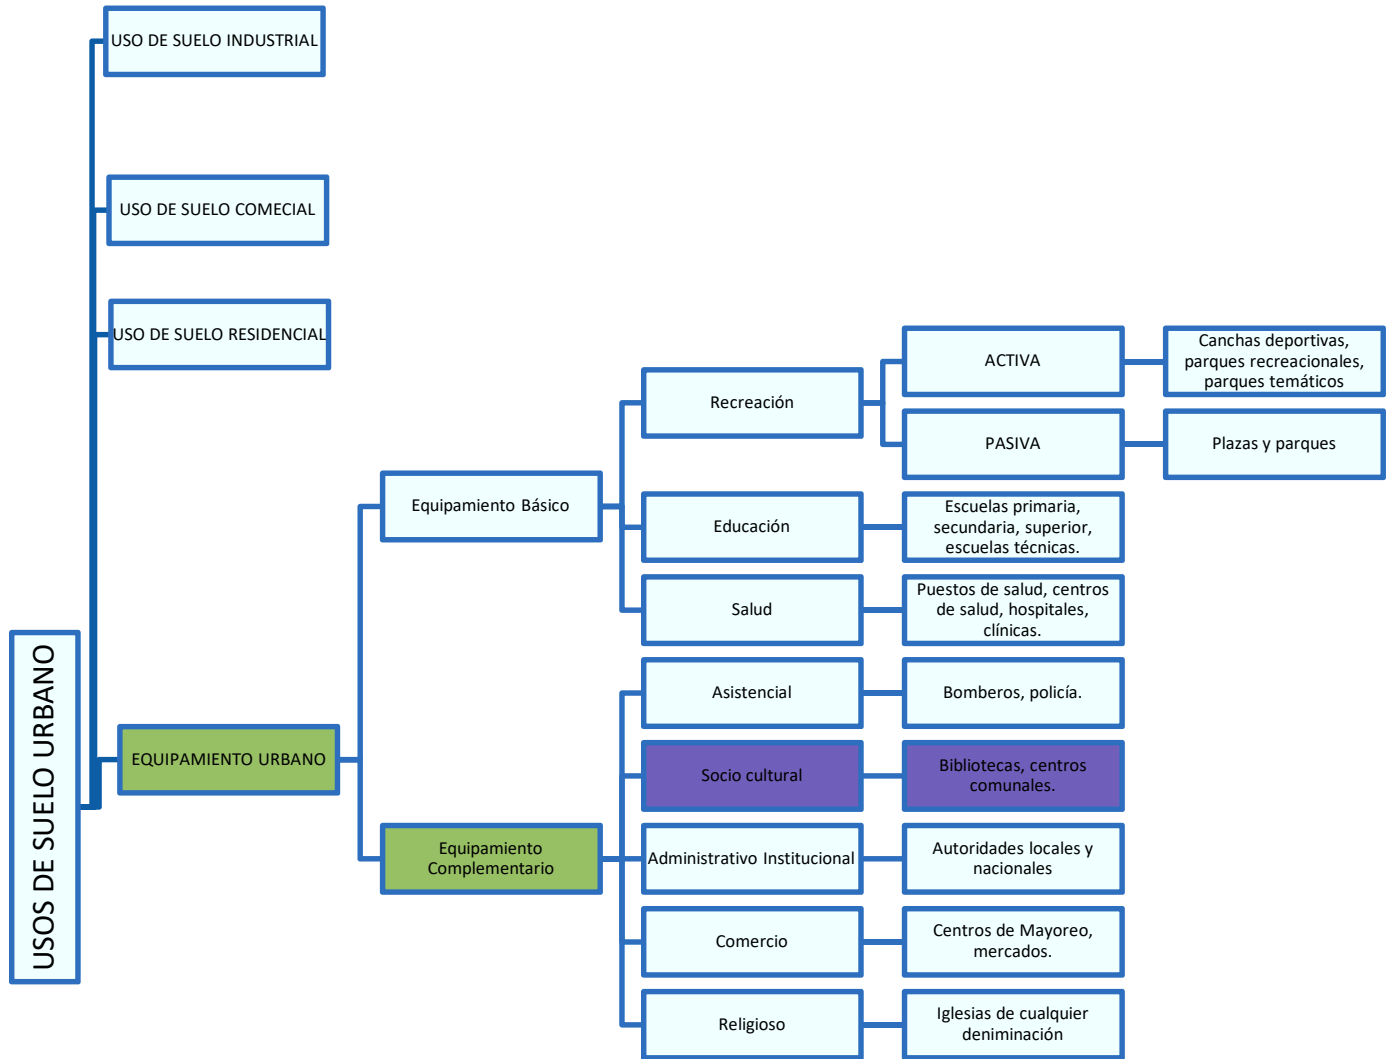 USO DE SUELO INDUSTRIAL
USO DE SUELO COMECIAL
USO DE SUELO RESIDENCIAL
USOS DE SUELO URBANO
EQUIPAMIENTO URBANO
Equipamiento Básico
Recreación
ACTIVA
Canchas deportivas,
parques recreacionales,
parques temáticos
PASIVA
Plazas y parques
Educación
Escuelas primaria,
secundaria, superior,
escuelas técnicas.
Salud
Puestos de salud, centros
de salud, hospitales,
clínicas.
Equipamiento
Complementario
Asistencial
Bomberos, policía.
Socio cultural
Bibliotecas, centros
comunales.
Administrativo Institucional
Autoridades locales y
nacionales
Comercio
Centros de Mayoreo,
mercados.
Religioso
Iglesias de cualquier
deniminación